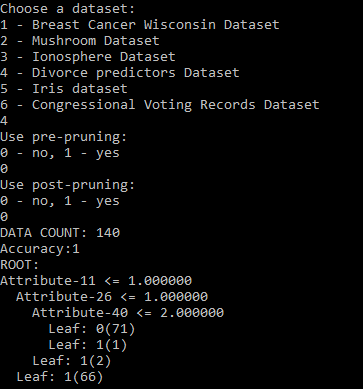 Choose a dataset:
1 - Breast Cancer Wisconsin Dataset
2 - Mushroom Dataset
3 - Ionosphere Dataset
4 - Divorce predictors Dataset
5 - Iris dataset
6 - Congressional Voting Records Dataset
4
Use pre-pruning:
0 - no, 1 - yes
0
Use post-pruning:
0 - no, 1 - yes
0
DATA COUNT: 140
Accuracy:1
ROOT:
Attribute-11 <= 1.000000
  Attribute-26 <= 1.000000
    Attribute-40 <= 2.000000
      Leaf: 0(71)
      Leaf: 1(1)
    Leaf: 1(2)
  Leaf: 1(66)